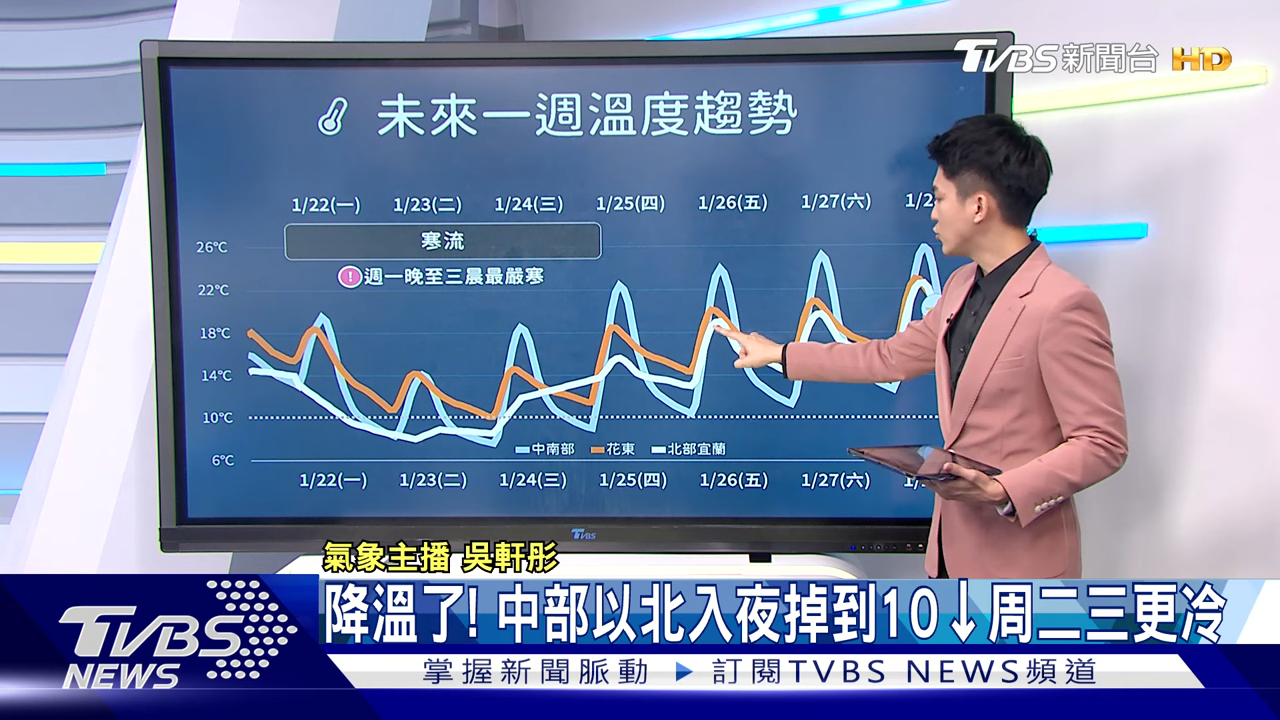 TVBS新聞台 HD
未來一週溫度趨勢
1/22(一) 1/23(二) 1/24(三) 1/25(四) 1/26(五) 1/27(六) 1/2
寒流
! 週一晚至三晨最嚴寒
26°C
22°C
18°C
14°C
10°C
6°C
中南部 花東 北部宜蘭
1/22(一) 1/23(二) 1/24(三) 1/25(四) 1/26(五) 1/27(六)
TVBS
氣象主播 吳軒彤
降溫了! 中部以北入夜掉到10↓周二三更冷
TVBS NEWS
掌握新聞脈動 ▶ 訂閱TVBS NEWS頻道